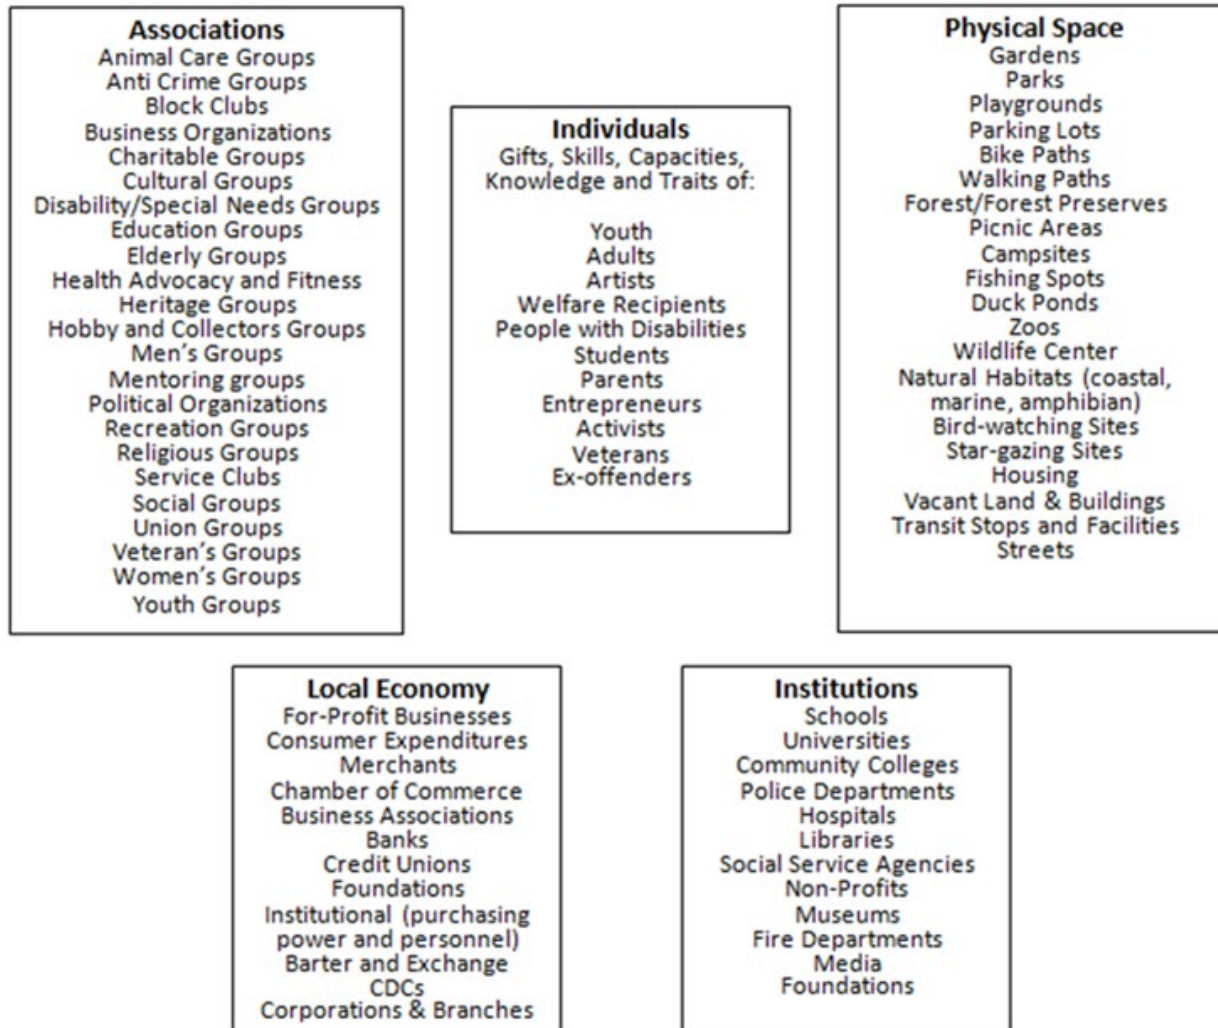 Associations
Animal Care Groups
Anti Crime Groups
Block Clubs
Business Organizations
Charitable Groups
Cultural Groups
Disability/Special Needs Groups
Education Groups
Elderly Groups
Health Advocacy and Fitness
Heritage Groups
Hobby and Collectors Groups
Men's Groups
Mentoring groups
Political Organizations
Recreation Groups
Religious Groups
Service Clubs
Social Groups
Union Groups
Veteran's Groups
Women's Groups
Youth Groups
Individuals
Gifts, Skills, Capacities,
Knowledge and Traits of:
Youth
Adults
Artists
Welfare Recipients
People with Disabilities
Students
Parents
Entrepreneurs
Activists
Veterans
Ex-offenders
Physical Space
Gardens
Parks
Playgrounds
Parking Lots
Bike Paths
Walking Paths
Forest/Forest Preserves
Picnic Areas
Campsites
Fishing Spots
Duck Ponds
Zoos
Wildlife Center
Natural Habitats (coastal,
marine, amphibian)
Bird-watching Sites
Star-gazing Sites
Housing
Vacant Land & Buildings
Transit Stops and Facilities
Streets
Local Economy
For-Profit Businesses
Consumer Expenditures
Merchants
Chamber of Commerce
Business Associations
Banks
Credit Unions
Foundations
Institutional (purchasing
power and personnel)
Barter and Exchange
CDCs
Corporations & Branches
Institutions
Schools
Universities
Community Colleges
Police Departments
Hospitals
Libraries
Social Service Agencies
Non-Profits
Museums
Fire Departments
Media
Foundations